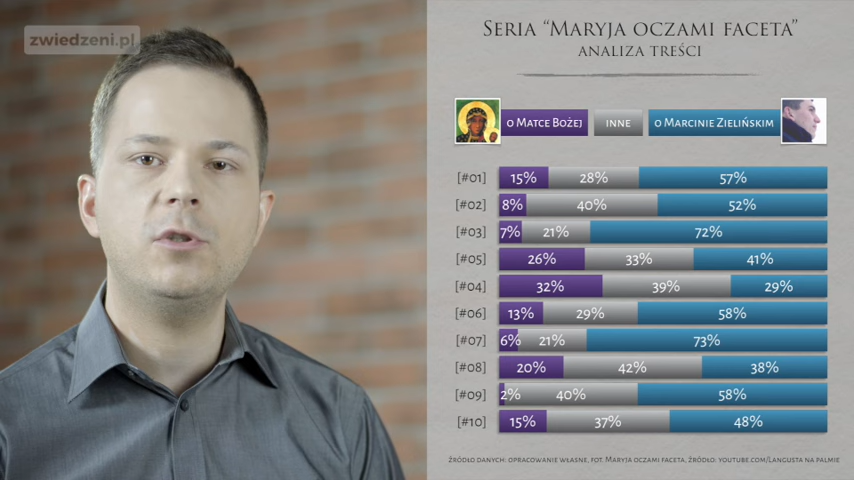 zwiedzeni.pl
Seria "Maryja oczami faceta"
analiza treści
o Matce Bożej inne o Marcinie Zielińskim
[#01] 15% 28% 57%
[#02] 8% 40% 52%
[#03] 7% 21% 72%
[#05] 26% 33% 41%
[#04] 32% 39% 29%
[#06] 13% 29% 58%
[#07] 6% 21% 73%
[#08] 20% 42% 38%
[#09] 2% 40% 58%
[#10] 15% 37% 48%
Źródło danych: opracowanie własne, fot. Maryja oczami faceta, źródło: youtube.com/Langusta na palmie